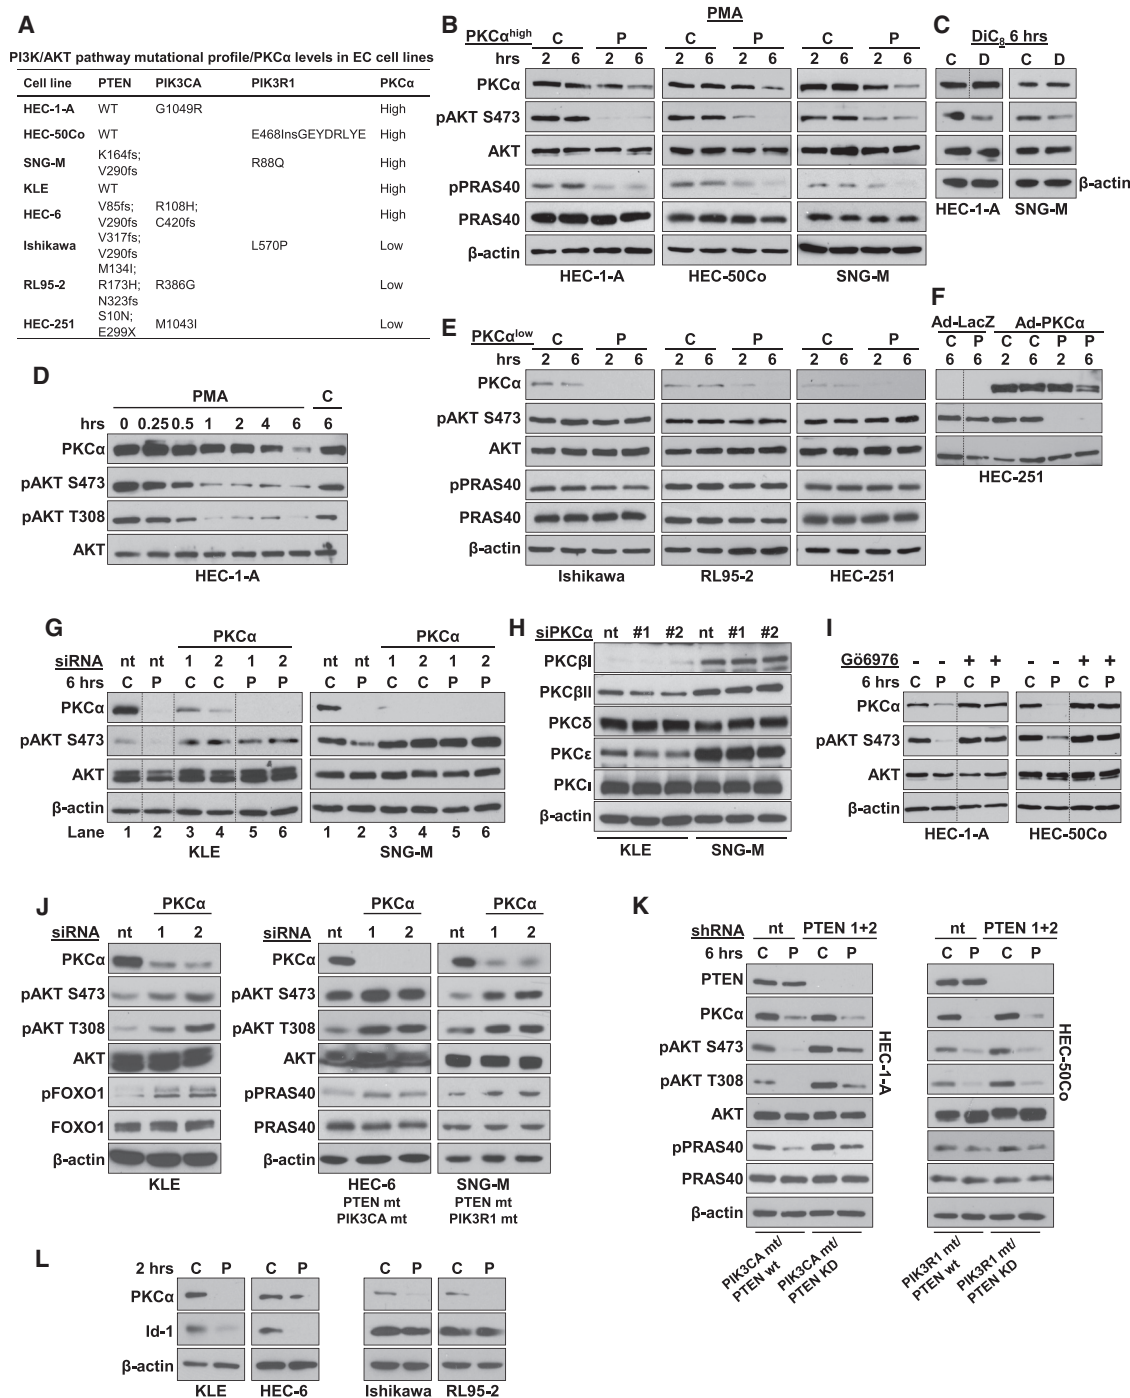 A
PI3K/AKT pathway mutational profile/PKCα levels in EC cell lines
Cell line PTEN PIK3CA PIK3R1 PKCα
HEC-1-A WT G1049R High
HEC-50Co WT E468InsGEYDRLYE High
SNG-M K164fs; V290fs R88Q High
KLE WT High
HEC-6 V85fs; V290fs R108H; C420fs High
Ishikawa V317fs; V290fs L570P Low
RL95-2 M134I; R173H; N323fs R386G Low
HEC-251 S10N; E299X M1043I Low
B
PMA
PKCαhigh C P C P C P
hrs 2 6 2 6 2 6 2 6 2 6 2 6
PKCα
pAKT S473
AKT
pPRAS40
PRAS40
β-actin
HEC-1-A HEC-50Co SNG-M
C
DiC8 6 hrs
C D C D
β-actin
HEC-1-A SNG-M
D
PMA C
hrs 0 0.25 0.5 1 2 4 6 6
PKCα
pAKT S473
pAKT T308
AKT
HEC-1-A
E
PKCαlow C P C P C P
hrs 2 6 2 6 2 6 2 6 2 6 2 6
PKCα
pAKT S473
AKT
pPRAS40
PRAS40
β-actin
Ishikawa RL95-2 HEC-251
F
Ad-LacZ Ad-PKCα
C P C C P P
6 6 2 6 2 6
HEC-251
G
PKCα PKCα
siRNA nt nt 1 2 1 2 nt nt 1 2 1 2
6 hrs C P C C P P C P C C P P
PKCα
pAKT S473
AKT
β-actin
Lane 1 2 3 4 5 6 1 2 3 4 5 6
KLE SNG-M
H
siPKCα nt #1 #2 nt #1 #2
PKCβI
PKCβII
PKCδ
PKCε
PKCι
β-actin
KLE SNG-M
I
Gö6976 - - + + - - + +
6 hrs C P C P C P C P
PKCα
pAKT S473
AKT
β-actin
HEC-1-A HEC-50Co
J
PKCα
siRNA nt 1 2
PKCα
pAKT S473
pAKT T308
AKT
pFOXO1
FOXO1
β-actin
KLE
PKCα PKCα
siRNA nt 1 2 nt 1 2
PKCα
pAKT S473
pAKT T308
AKT
pPRAS40
PRAS40
β-actin
HEC-6 SNG-M
PTEN mt PTEN mt
PIK3CA mt PIK3R1 mt
K
shRNA nt PTEN 1+2 nt PTEN 1+2
6 hrs C P C P C P C P
PTEN
PKCα
pAKT S473
pAKT T308
AKT
pPRAS40
PRAS40
β-actin
HEC-1-A
HEC-50Co
PIK3CA mt/
PTEN wt
PIK3CA mt/
PTEN KD
PIK3R1 mt/
PTEN wt
PIK3R1 mt/
PTEN KD
L
2 hrs C P C P C P C P
PKCα
Id-1
β-actin
KLE HEC-6 Ishikawa RL95-2